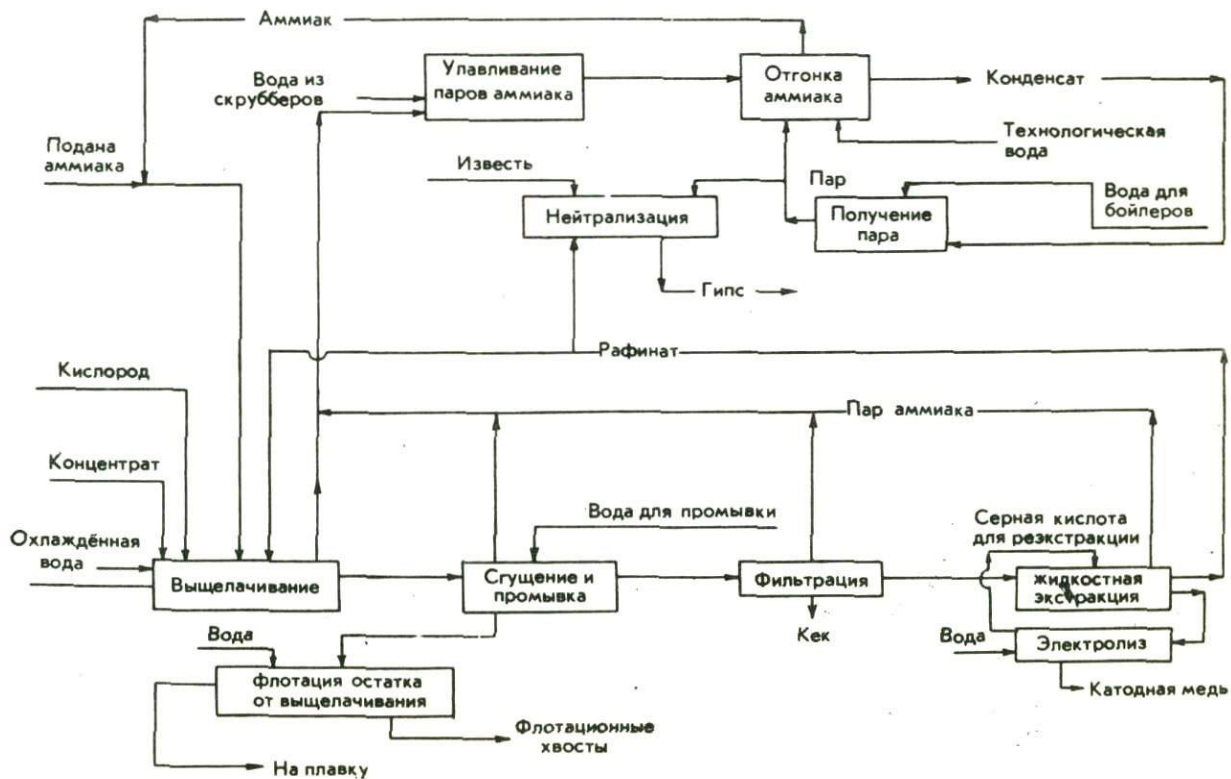 Аммиак
Вода из
скрубберов
Улавливание
паров аммиака
Отгонка
аммиака
Конденсат
Подана
аммиака
Технологическая
вода
Известь
Пар
Вода для
бойлеров
Нейтрализация
Получение
пара
Гипс
Рафинат
Кислород
Пар аммиака
Концентрат
Вода для промывки
Серная кислота
для реэкстракции
Охлаждённая
вода
Выщелачивание
Сгущение и
промывка
Фильтрация
жидкостная
экстракция
Кек
Вода
Электролиз
Вода
флотация остатка
от выщелачивания
Катодная медь
Флотационные
хвосты
На плавку